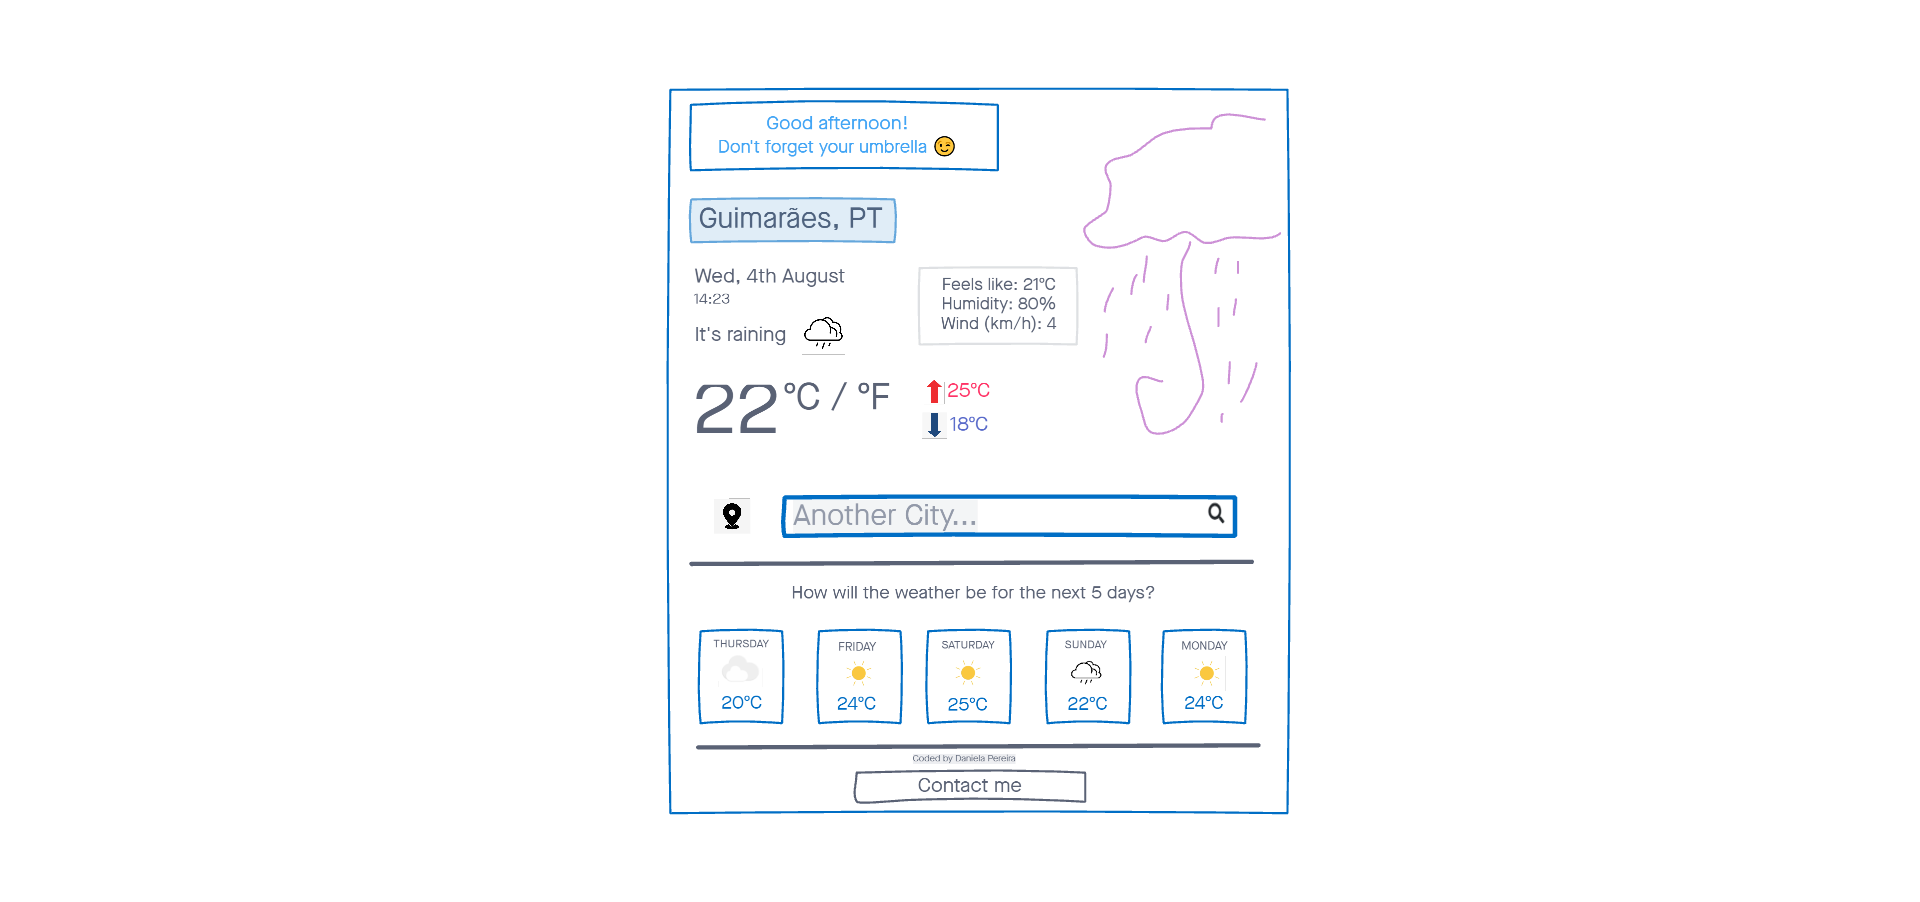 Good afternoon!
Don't forget your umbrella 😉
Guimarães, PT
Wed, 4th August
14:23
It's raining
Feels like: 21°C
Humidity: 80%
Wind (km/h): 4
22°C / °F
25°C
18°C
Another City...
How will the weather be for the next 5 days?
THURSDAY
20°C
FRIDAY
24°C
SATURDAY
25°C
SUNDAY
22°C
MONDAY
24°C
Coded by Daniela Pereira
Contact me